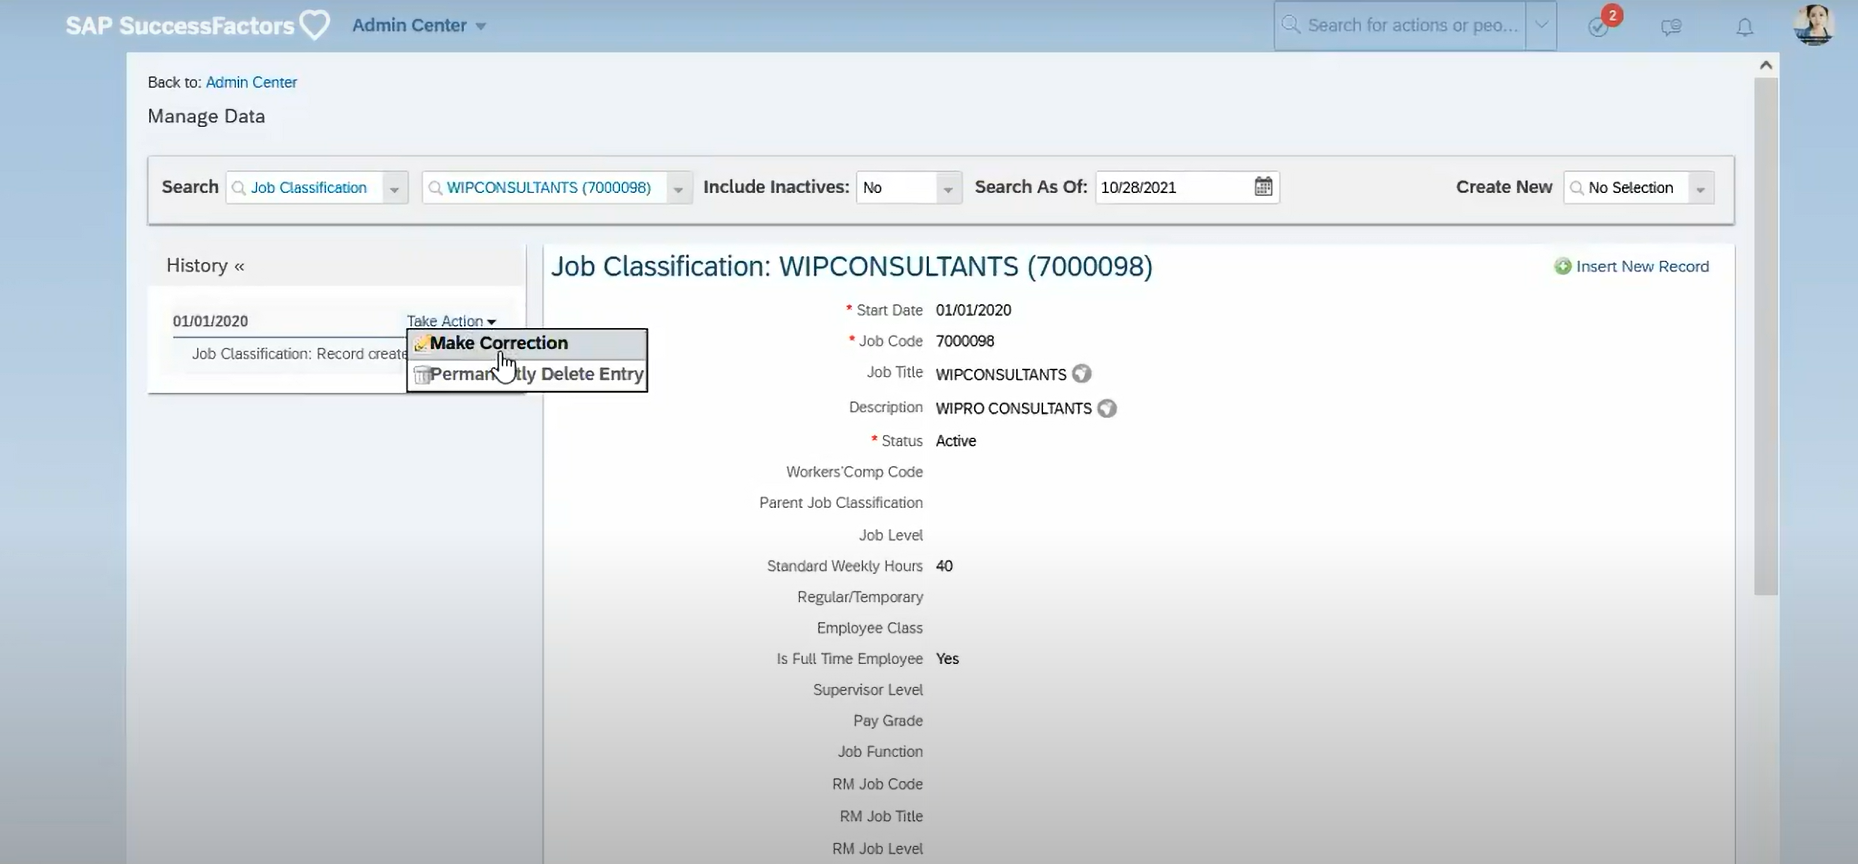 SAP SuccessFactors Admin Center Search for actions or peo... 2
Back to: Admin Center
Manage Data
Search Job Classification WIPCONSULTANTS (7000098) Include Inactives: No Search As Of: 10/28/2021 Create New No Selection
History «
01/01/2020 Take Action
Job Classification: Record create
Make Correction
Permanently Delete Entry
Job Classification: WIPCONSULTANTS (7000098) Insert New Record
* Start Date 01/01/2020
* Job Code 7000098
Job Title WIPCONSULTANTS
Description WIPRO CONSULTANTS
* Status Active
Workers'Comp Code
Parent Job Classification
Job Level
Standard Weekly Hours 40
Regular/Temporary
Employee Class
Is Full Time Employee Yes
Supervisor Level
Pay Grade
Job Function
RM Job Code
RM Job Title
RM Job Level